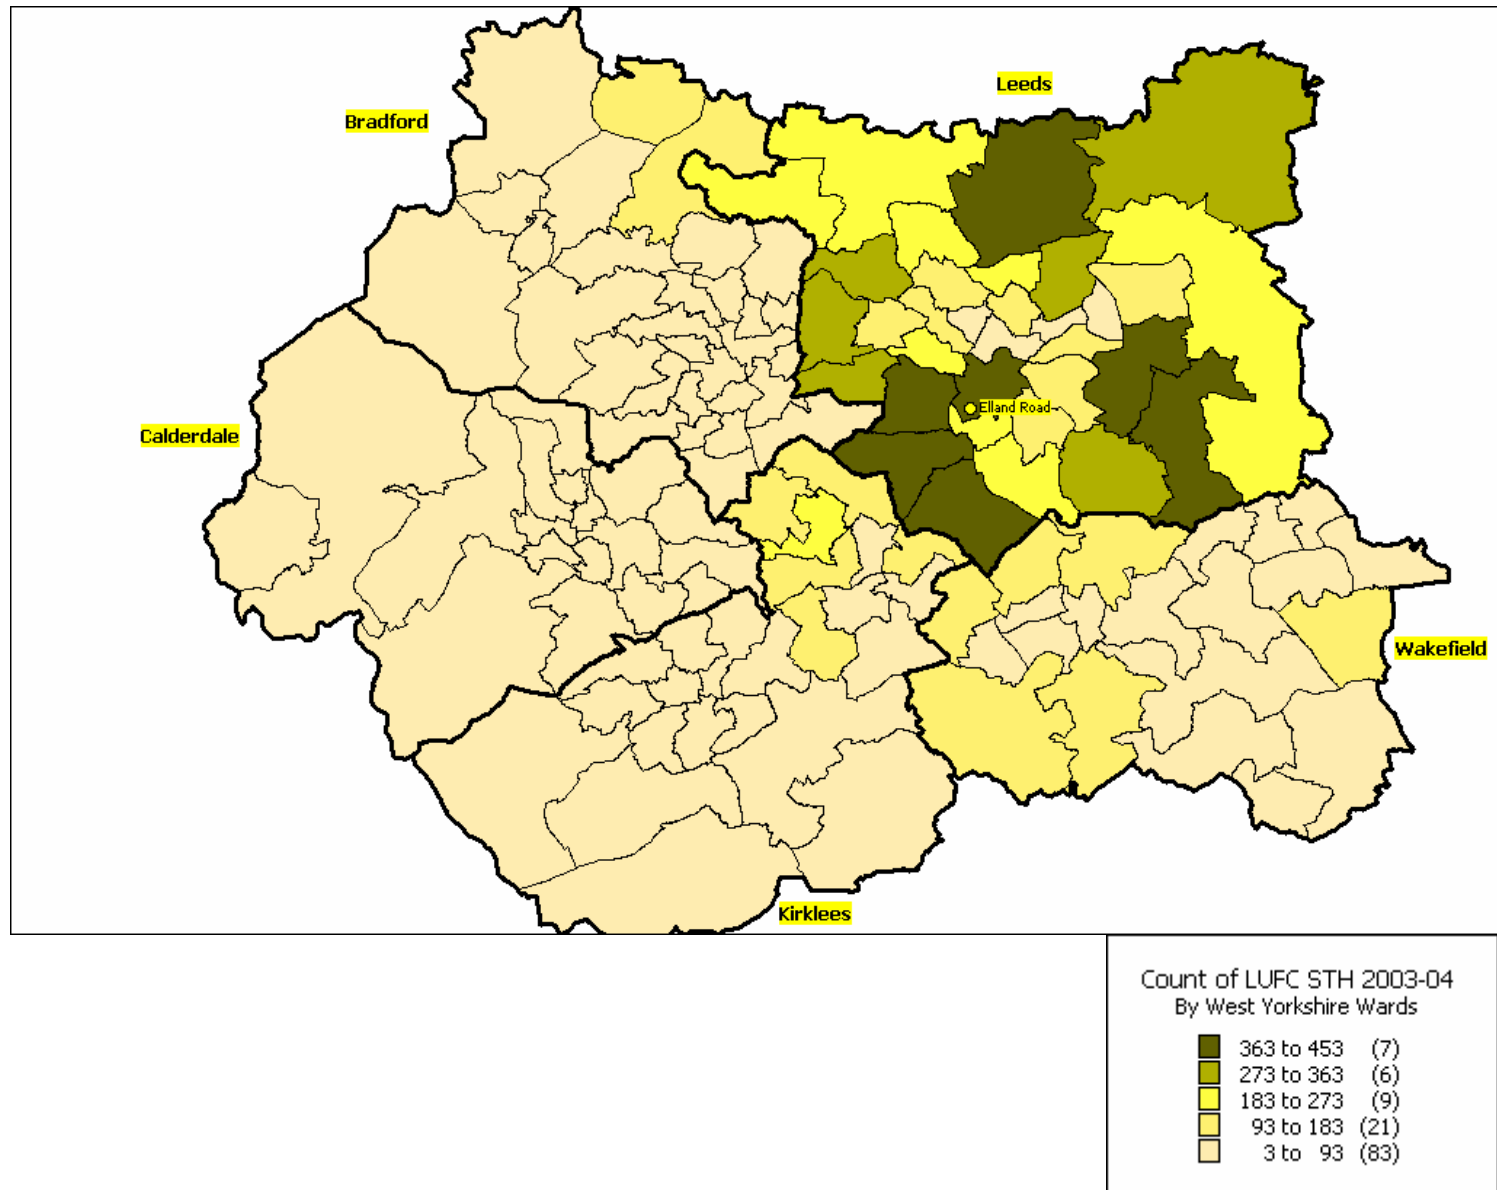 Leeds
Bradford
Elland Road
Calderdale
Wakefield
Kirklees
Count of LUFC STH 2003-04
By West Yorkshire Wards
363 to 453 (7)
273 to 363 (6)
183 to 273 (9)
93 to 183 (21)
3 to 93 (83)